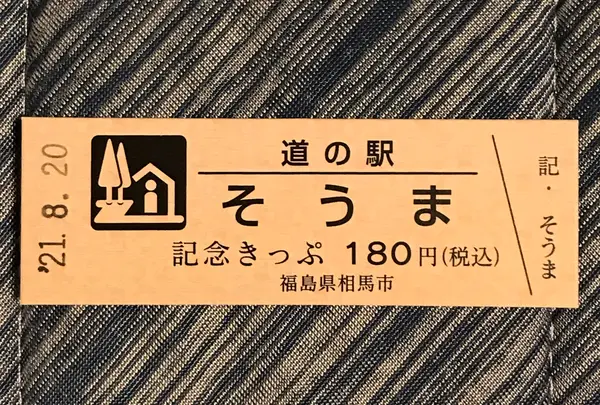 '21.8.20
道の駅
そうま
記念きっぷ 180円(税込)
福島県相馬市
記・そうま